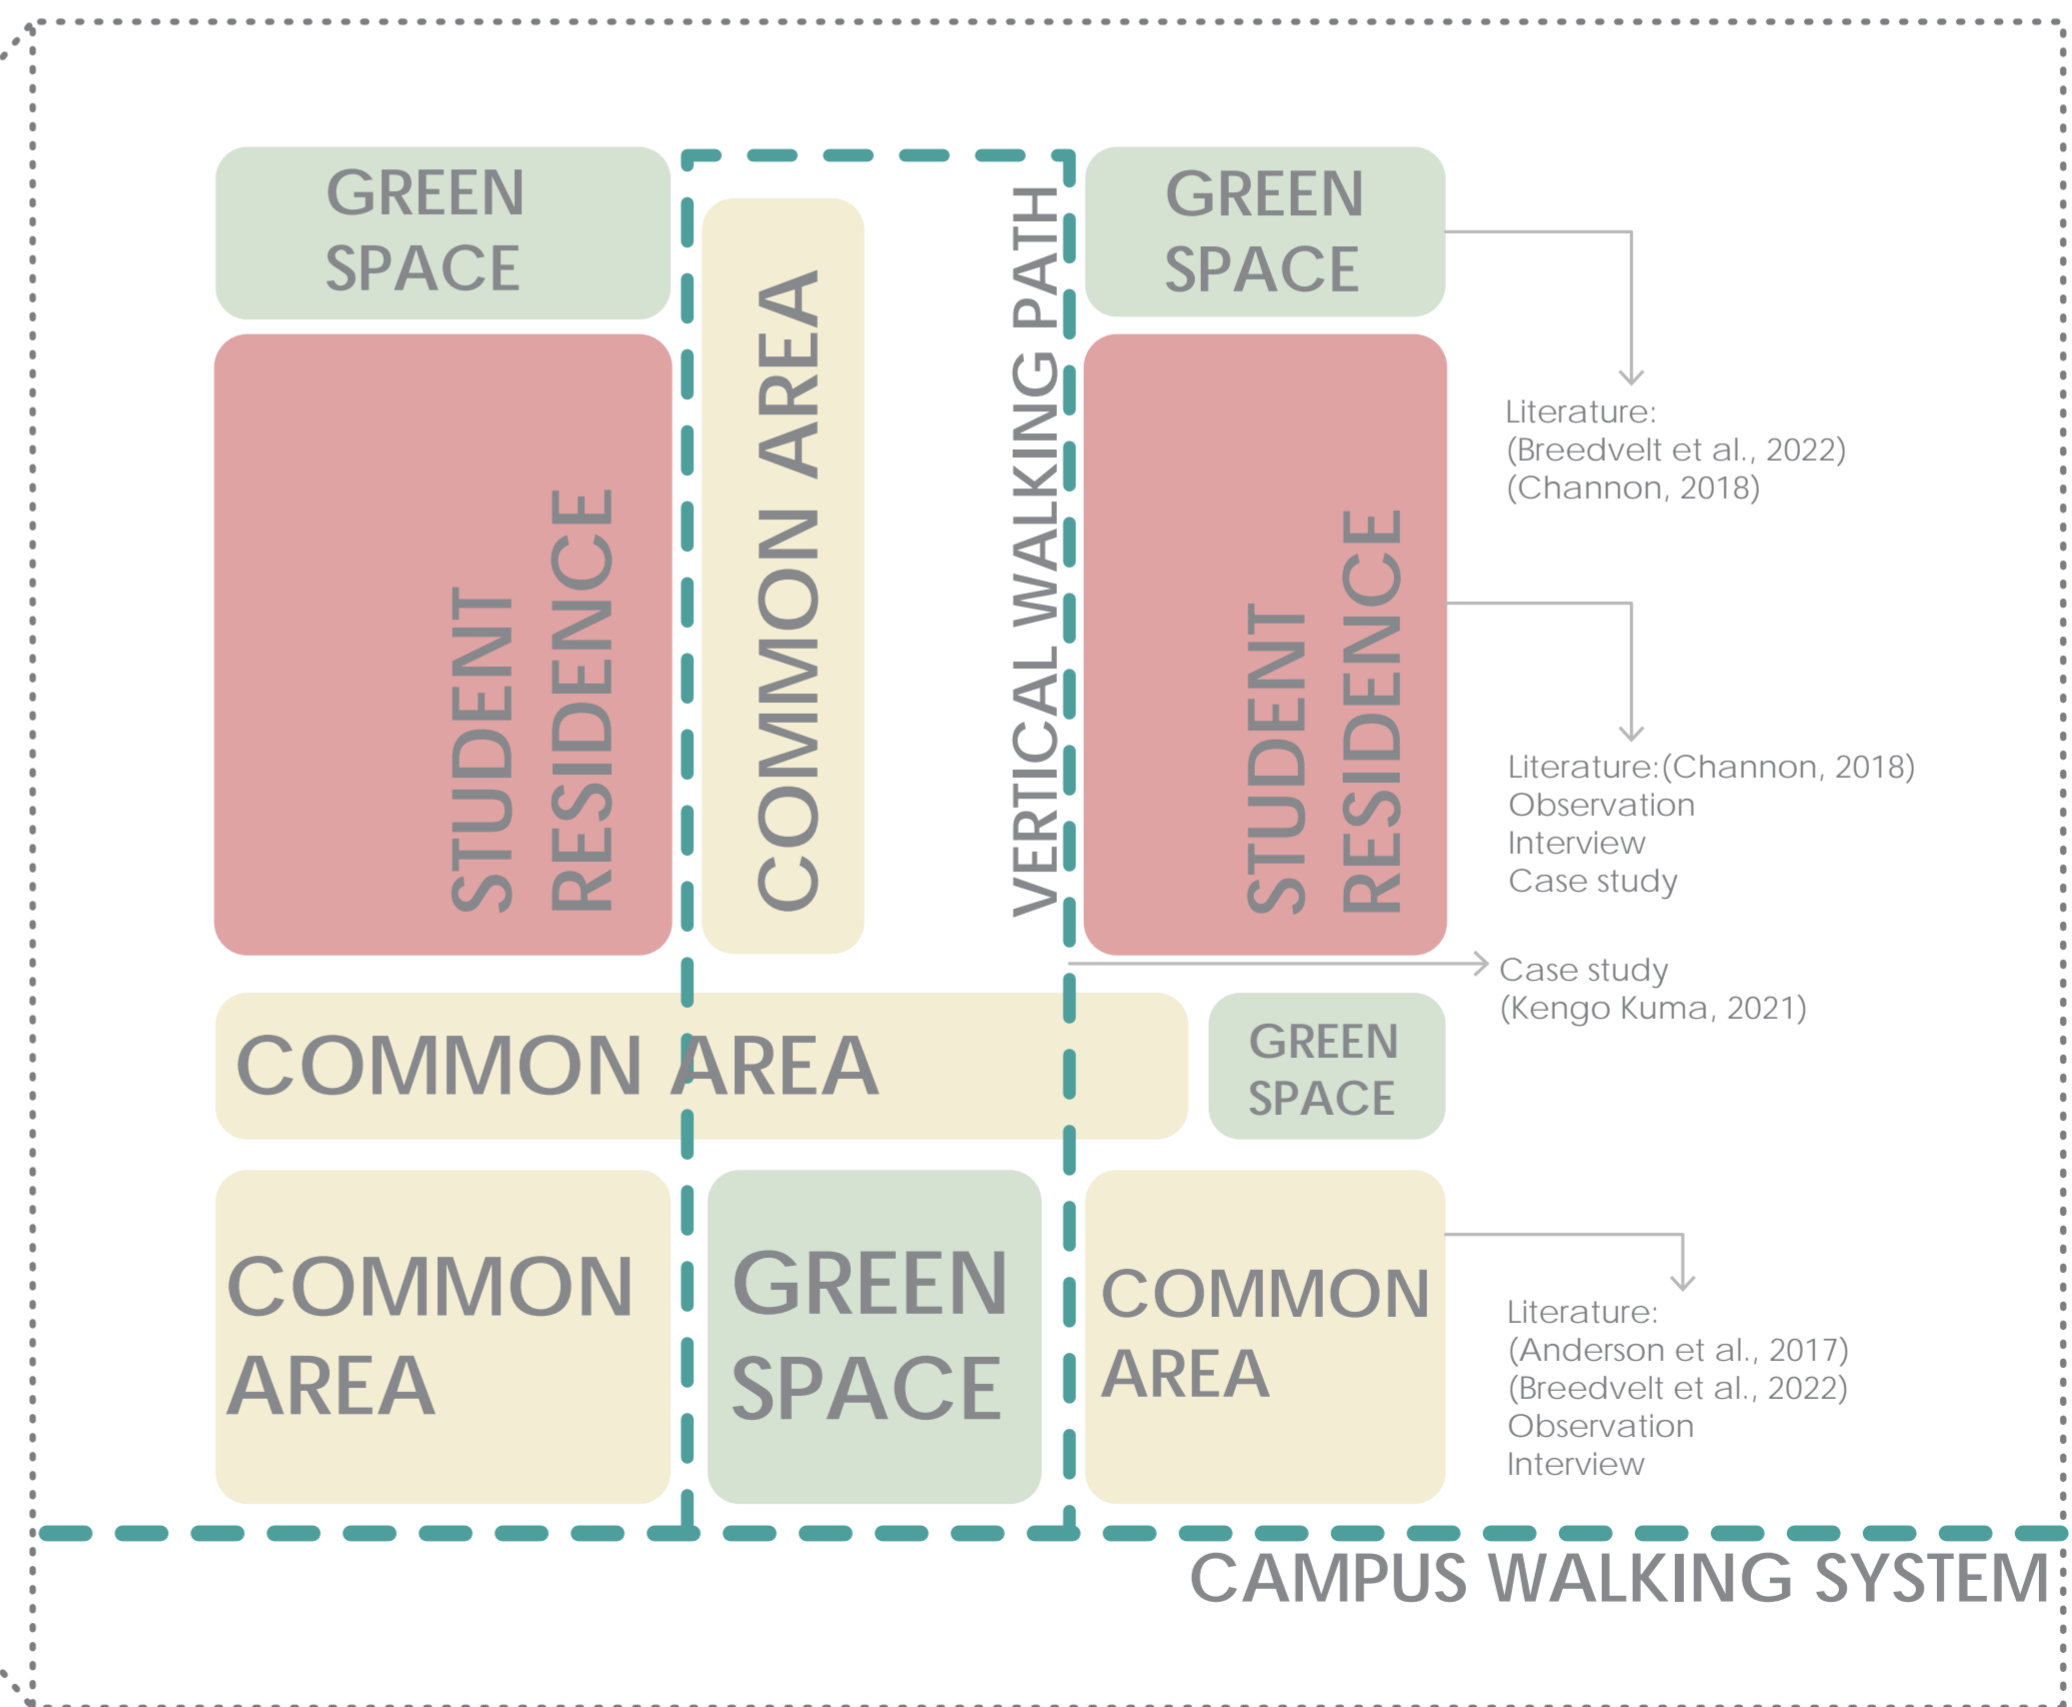 GREEN
SPACE
GREEN
SPACE
COMMON AREA
VERTICAL WALKING PATH
STUDENT
RESIDENCE
STUDENT
RESIDENCE
Literature:
(Breedvelt et al., 2022)
(Channon, 2018)
Literature:(Channon, 2018)
Observation
Interview
Case study
Case study
(Kengo Kuma, 2021)
COMMON AREA
GREEN
SPACE
COMMON
AREA
GREEN
SPACE
COMMON
AREA
Literature:
(Anderson et al., 2017)
(Breedvelt et al., 2022)
Observation
Interview
CAMPUS WALKING SYSTEM